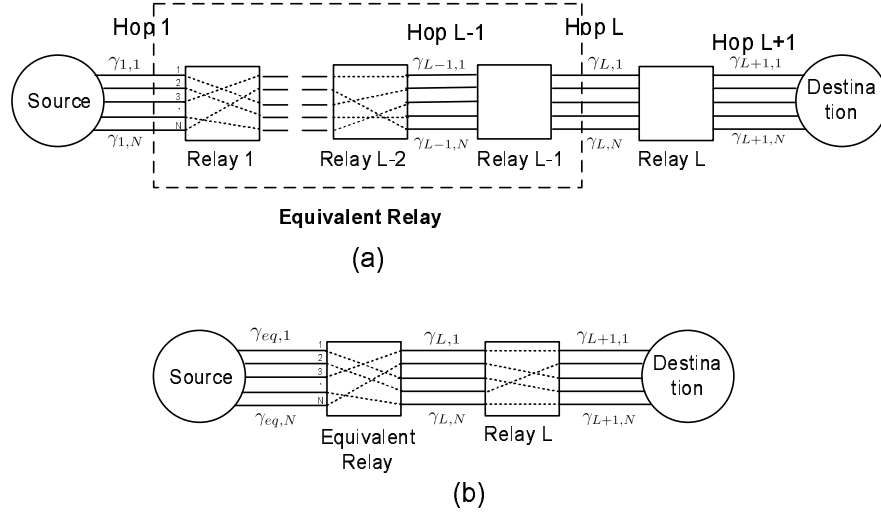 Hop 1
Hop L-1
Hop L
Hop L+1
γ1,1
γL−1,1
γL,1
γL+1,1
Source
1
2
3
.
N
Destina
tion
γ1,N
γL−1,N
γL,N
γL+1,N
Relay 1
Relay L-2
Relay L-1
Relay L
Equivalent Relay
(a)
γeq,1
γL,1
γL+1,1
Source
1
2
3
.
N
Destina
tion
γeq,N
γL,N
γL+1,N
Equivalent
Relay
Relay L
(b)